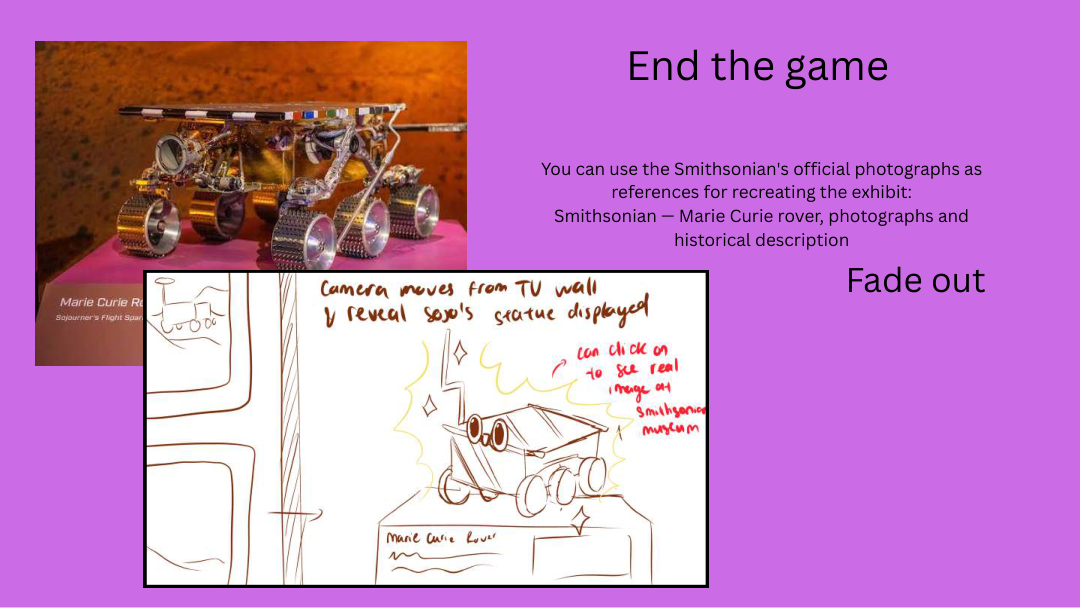 End the game
You can use the Smithsonian's official photographs as
references for recreating the exhibit:
Smithsonian — Marie Curie rover, photographs and
historical description
Fade out
Marie Curie Ro
Sojourner's Flight Spar
Camera moves from TV wall
& reveal Sojo's statue displayed
can click on
to see real
image at
Smithsonian
museum
Marie Curie Rover